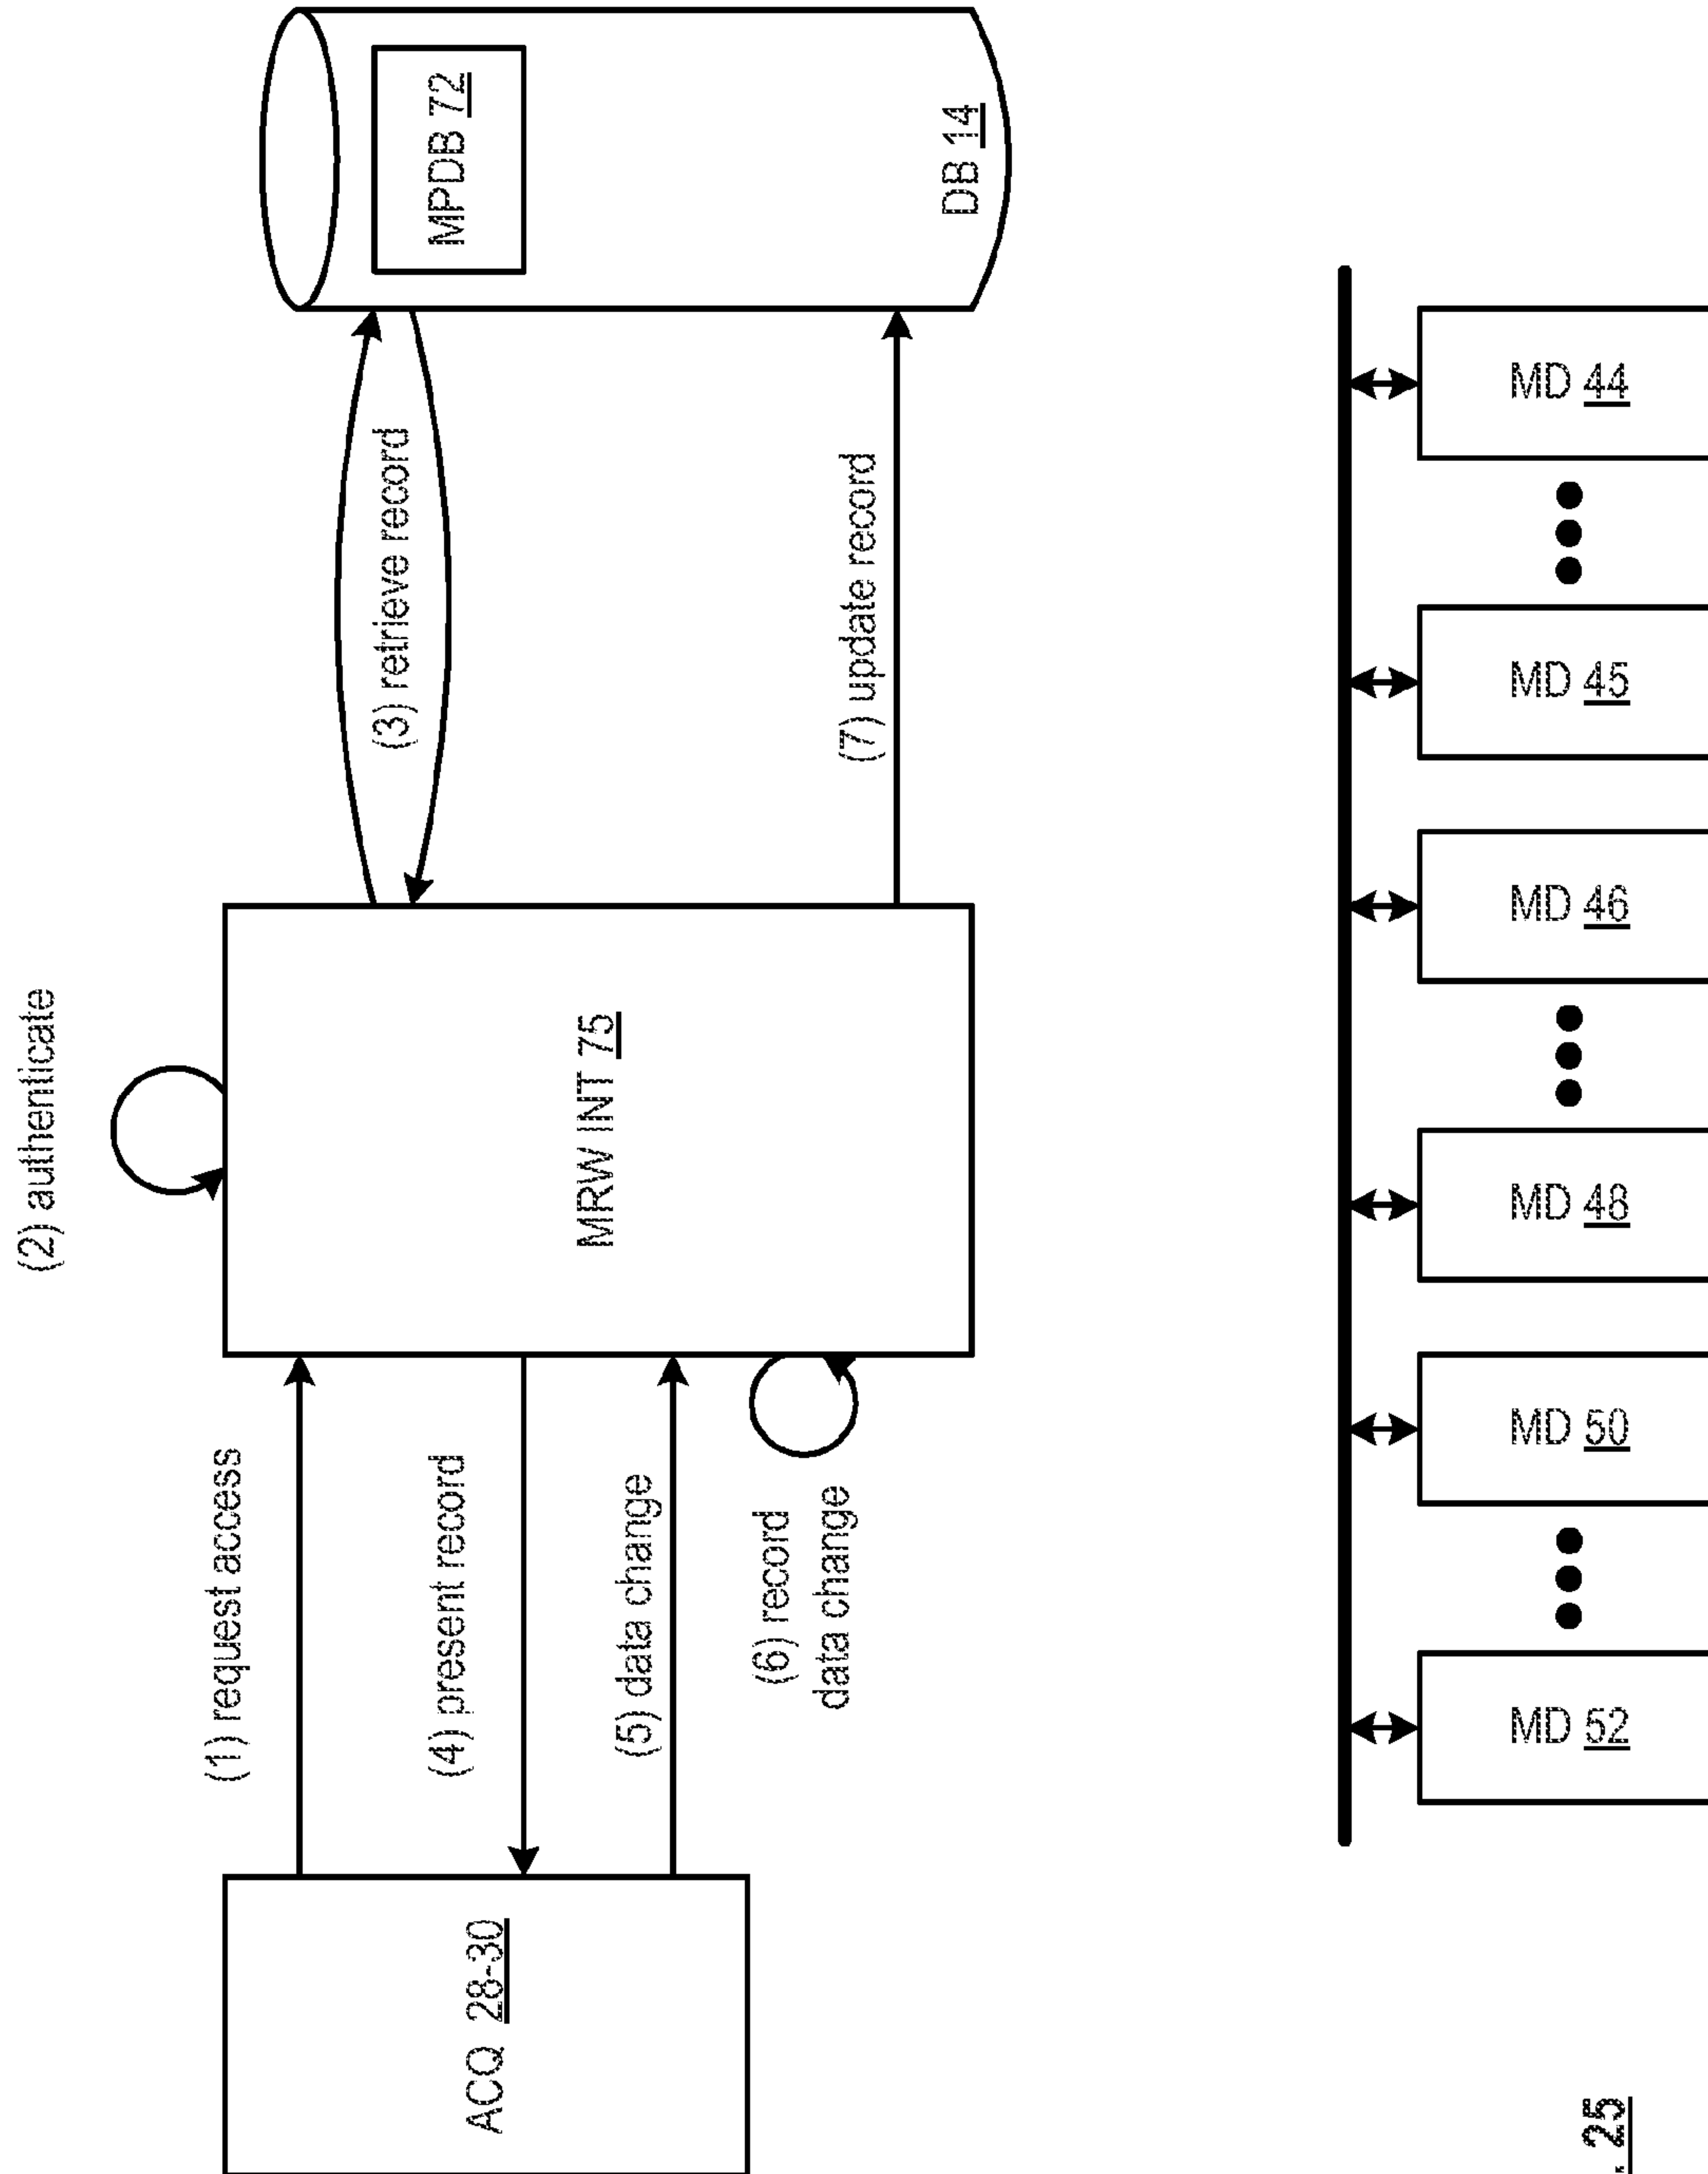 (2) authenticate
(1) request access
(3) retrieve record
MPDB 72
(4) present record
ACQ 28-30
MRW INT 75
(5) data change
(6) record
data change
(7) update record
DB 14
MD 52
MD 50
MD 48
MD 46
MD 45
MD 44
. 25